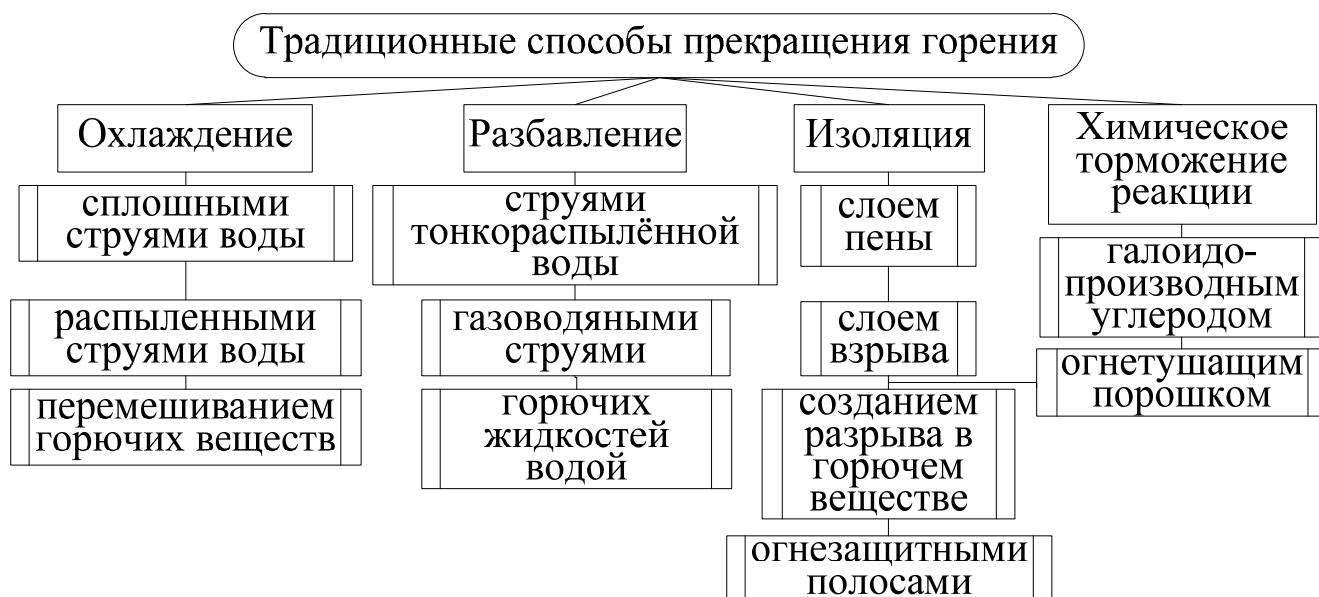 Традиционные способы прекращения горения
Охлаждение
сплошными
струями воды
распыленными
струями воды
перемешиванием
горючих веществ
Разбавление
струями
тонкораспылённой
воды
газоводяными
струями
горючих
жидкостей
водой
Изоляция
слоем
пены
слоем
взрыва
созданием
разрыва в
горючем
веществе
огнезащитными
полосами
Химическое
торможение
реакции
галоидо-
производным
углеродом
огнетушащим
порошком